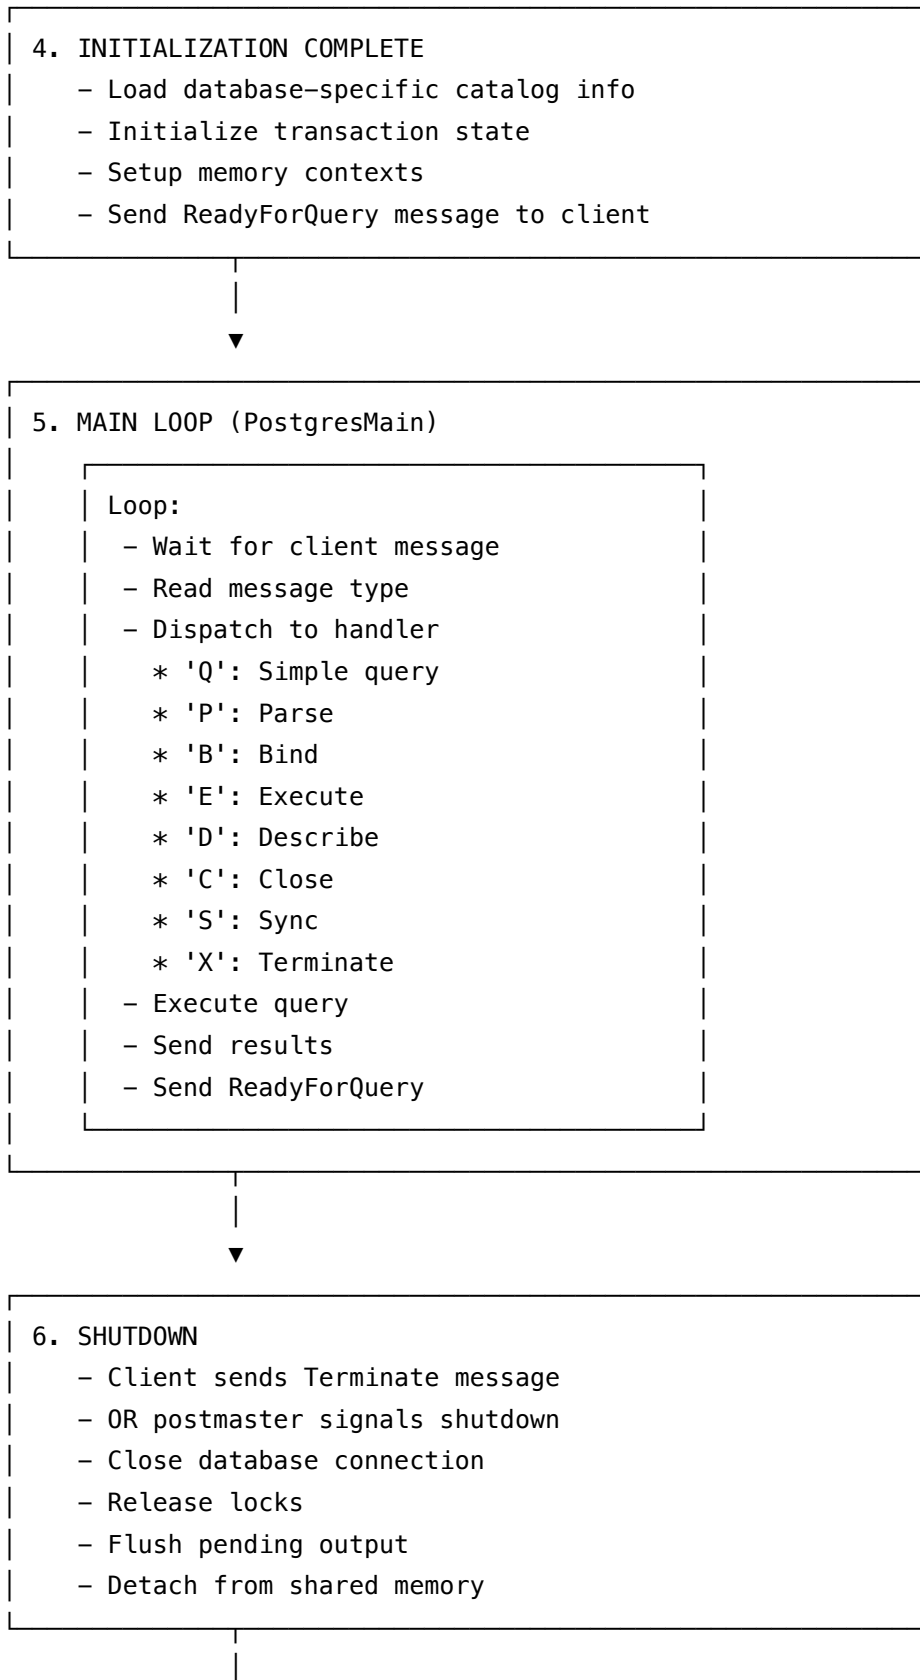 4. INITIALIZATION COMPLETE
- Load database-specific catalog info
- Initialize transaction state
- Setup memory contexts
- Send ReadyForQuery message to client
5. MAIN LOOP (PostgresMain)
Loop:
- Wait for client message
- Read message type
- Dispatch to handler
* 'Q': Simple query
* 'P': Parse
* 'B': Bind
* 'E': Execute
* 'D': Describe
* 'C': Close
* 'S': Sync
* 'X': Terminate
- Execute query
- Send results
- Send ReadyForQuery
6. SHUTDOWN
- Client sends Terminate message
- OR postmaster signals shutdown
- Close database connection
- Release locks
- Flush pending output
- Detach from shared memory